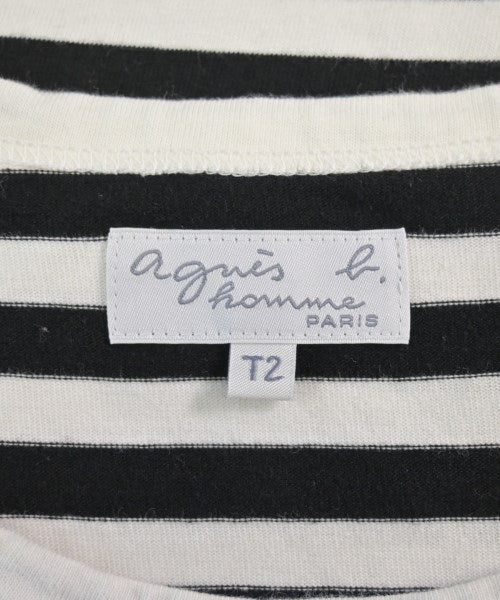 agnès b.
homme
PARIS
T2